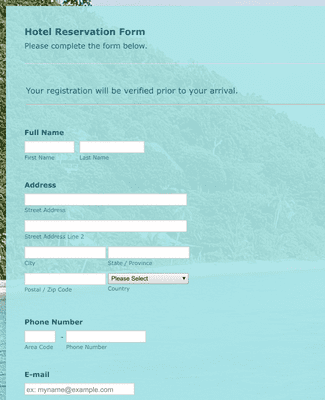 Hotel Reservation Form
Please complete the form below.
Your registration will be verified prior to your arrival.
Full Name
First Name Last Name
Address
Street Address
Street Address Line 2
City State / Province
Please Select
Postal / Zip Code Country
Phone Number
-
Area Code Phone Number
E-mail
ex: myname@example.com